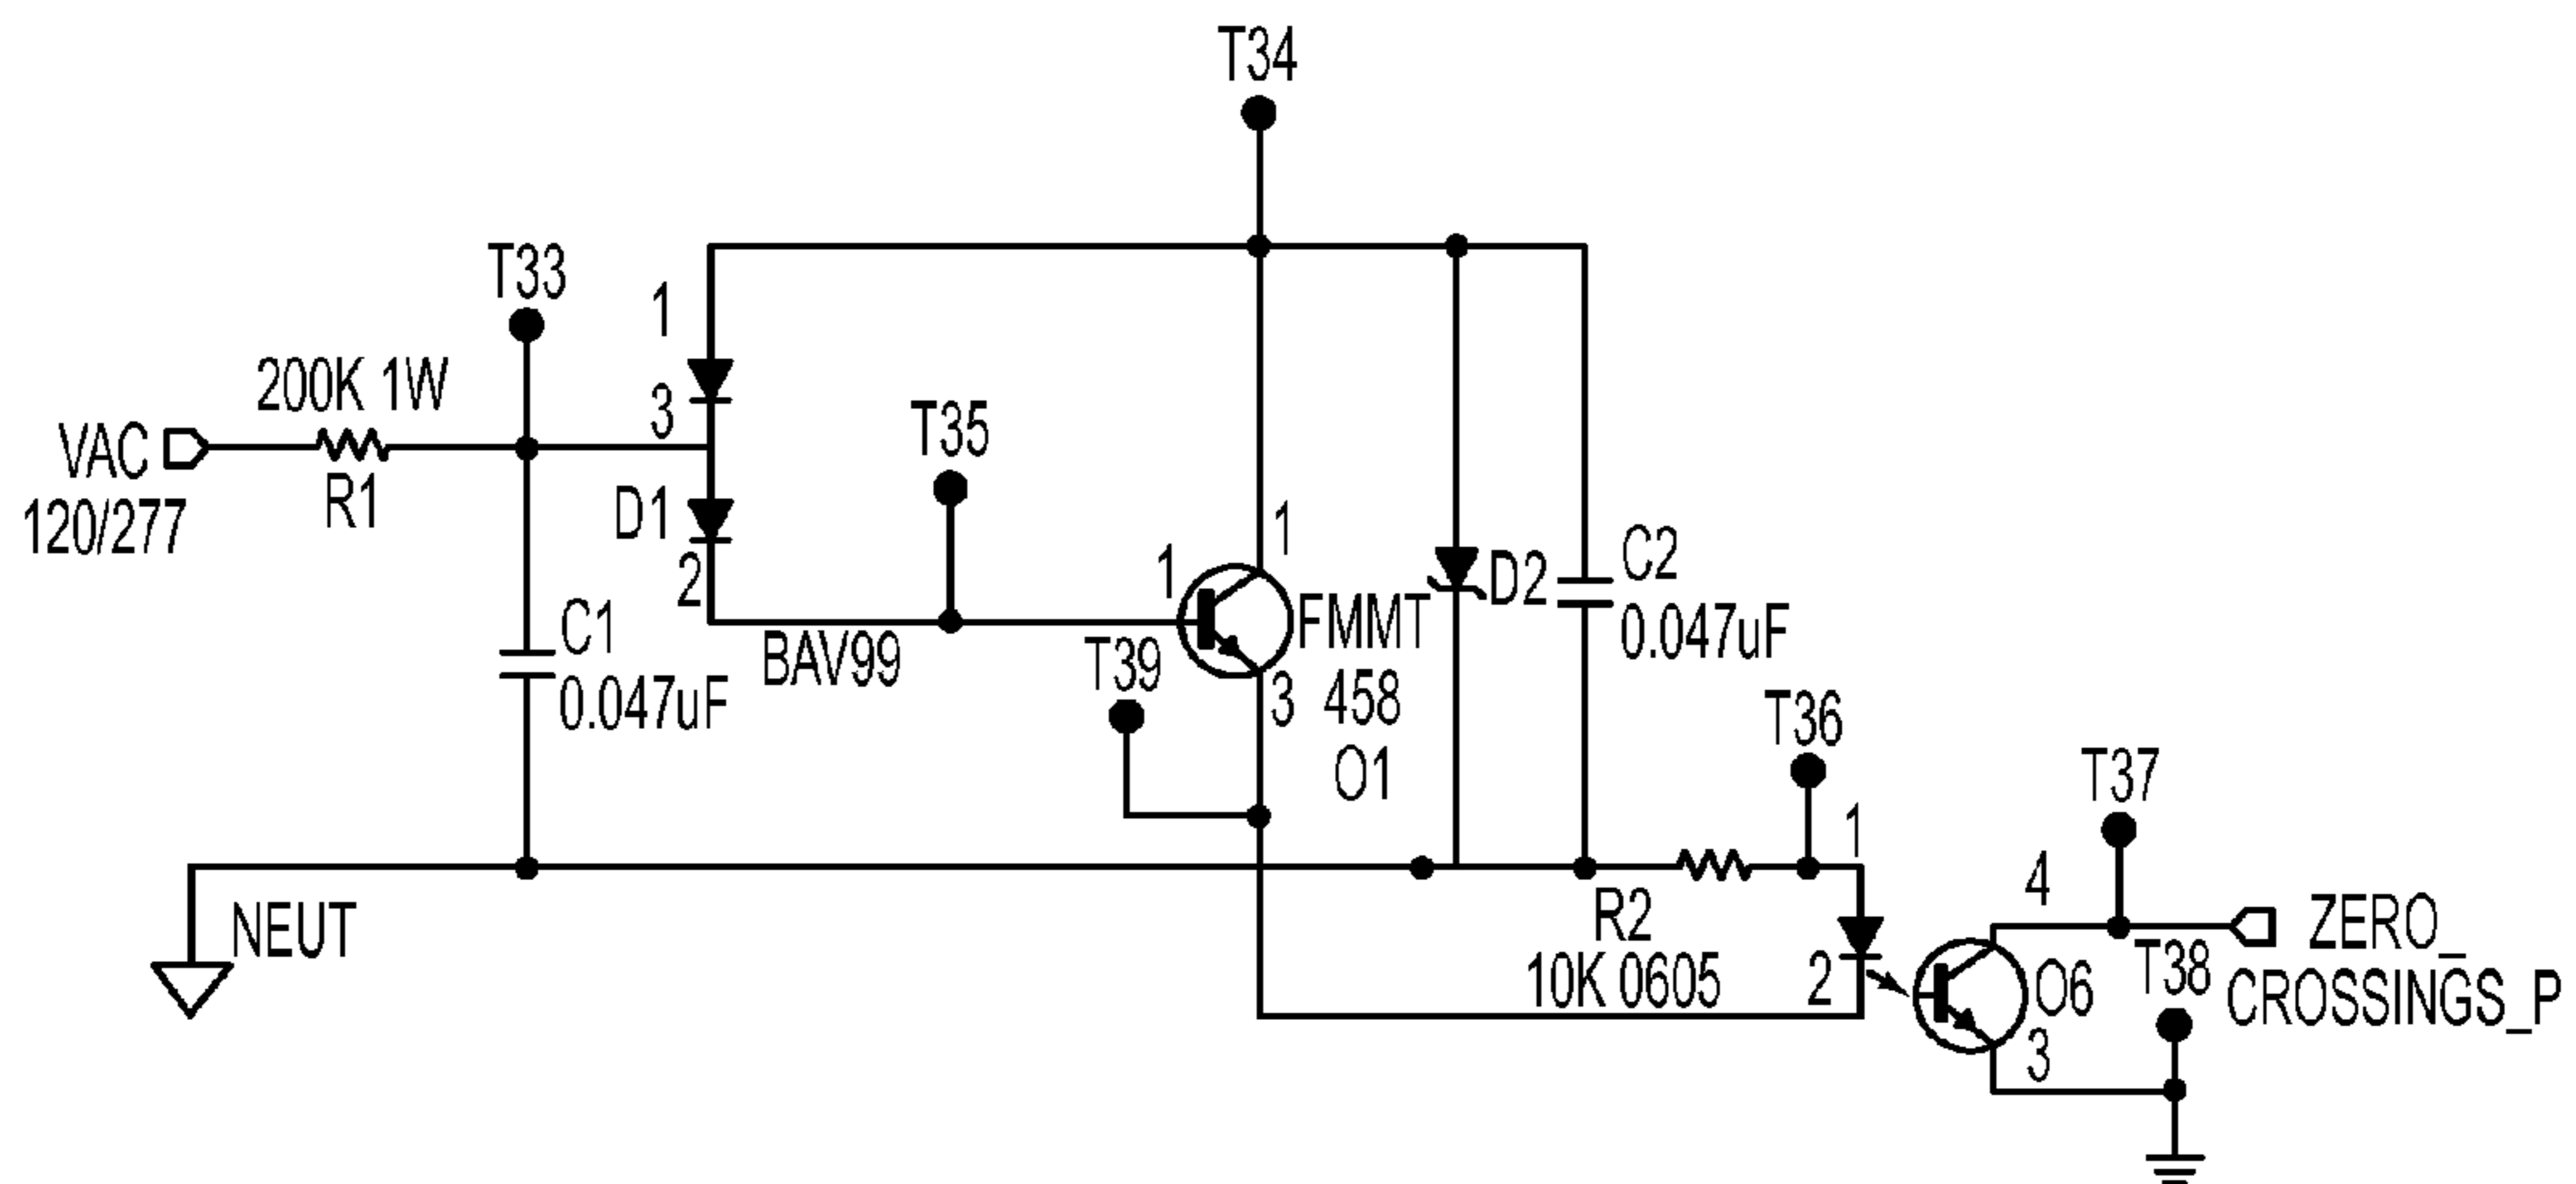 T34
T33
1
200K 1W
3
T35
VAC
120/277
R1
D1
2
1
1
BAV99
C1
0.047uF
T39
FMMT
458
O1
3
D2
C2
0.047uF
T36
T37
1
4
NEUT
R2
10K 0605
2
O6
T38
3
ZERO_
CROSSINGS_P